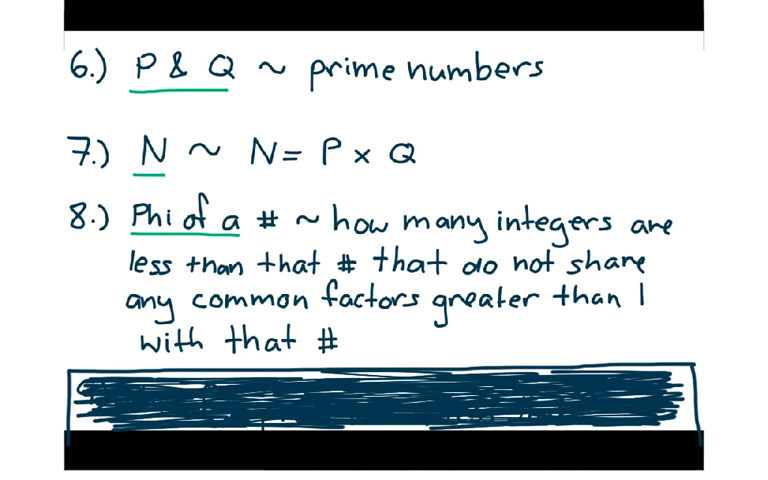 6.) P & Q ~ prime numbers
7.) N ~ N = P x Q
8.) Phi of a # ~ how many integers are
less than that # that do not share
any common factors greater than 1
with that #